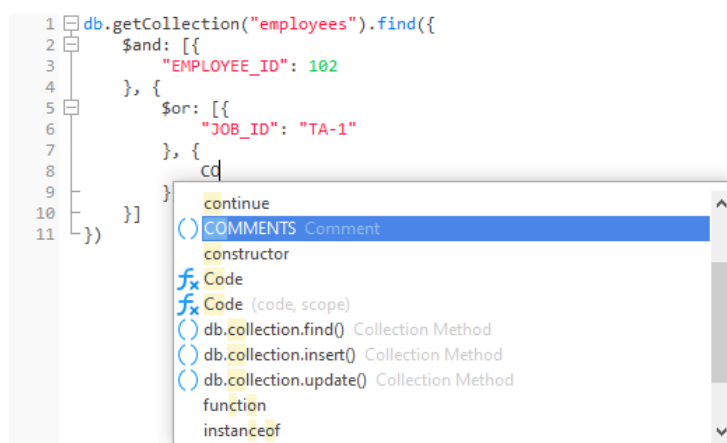 1 db.getCollection("employees").find({
2 $and: [{
3 "EMPLOYEE_ID": 102
4 }, {
5 $or: [{
6 "JOB_ID": "TA-1"
7 }, {
8 CO
9 }
10 }]
11 })
continue
() COMMENTS Comment
constructor
fx Code
fx Code (code, scope)
() db.collection.find() Collection Method
() db.collection.insert() Collection Method
() db.collection.update() Collection Method
function
instanceof